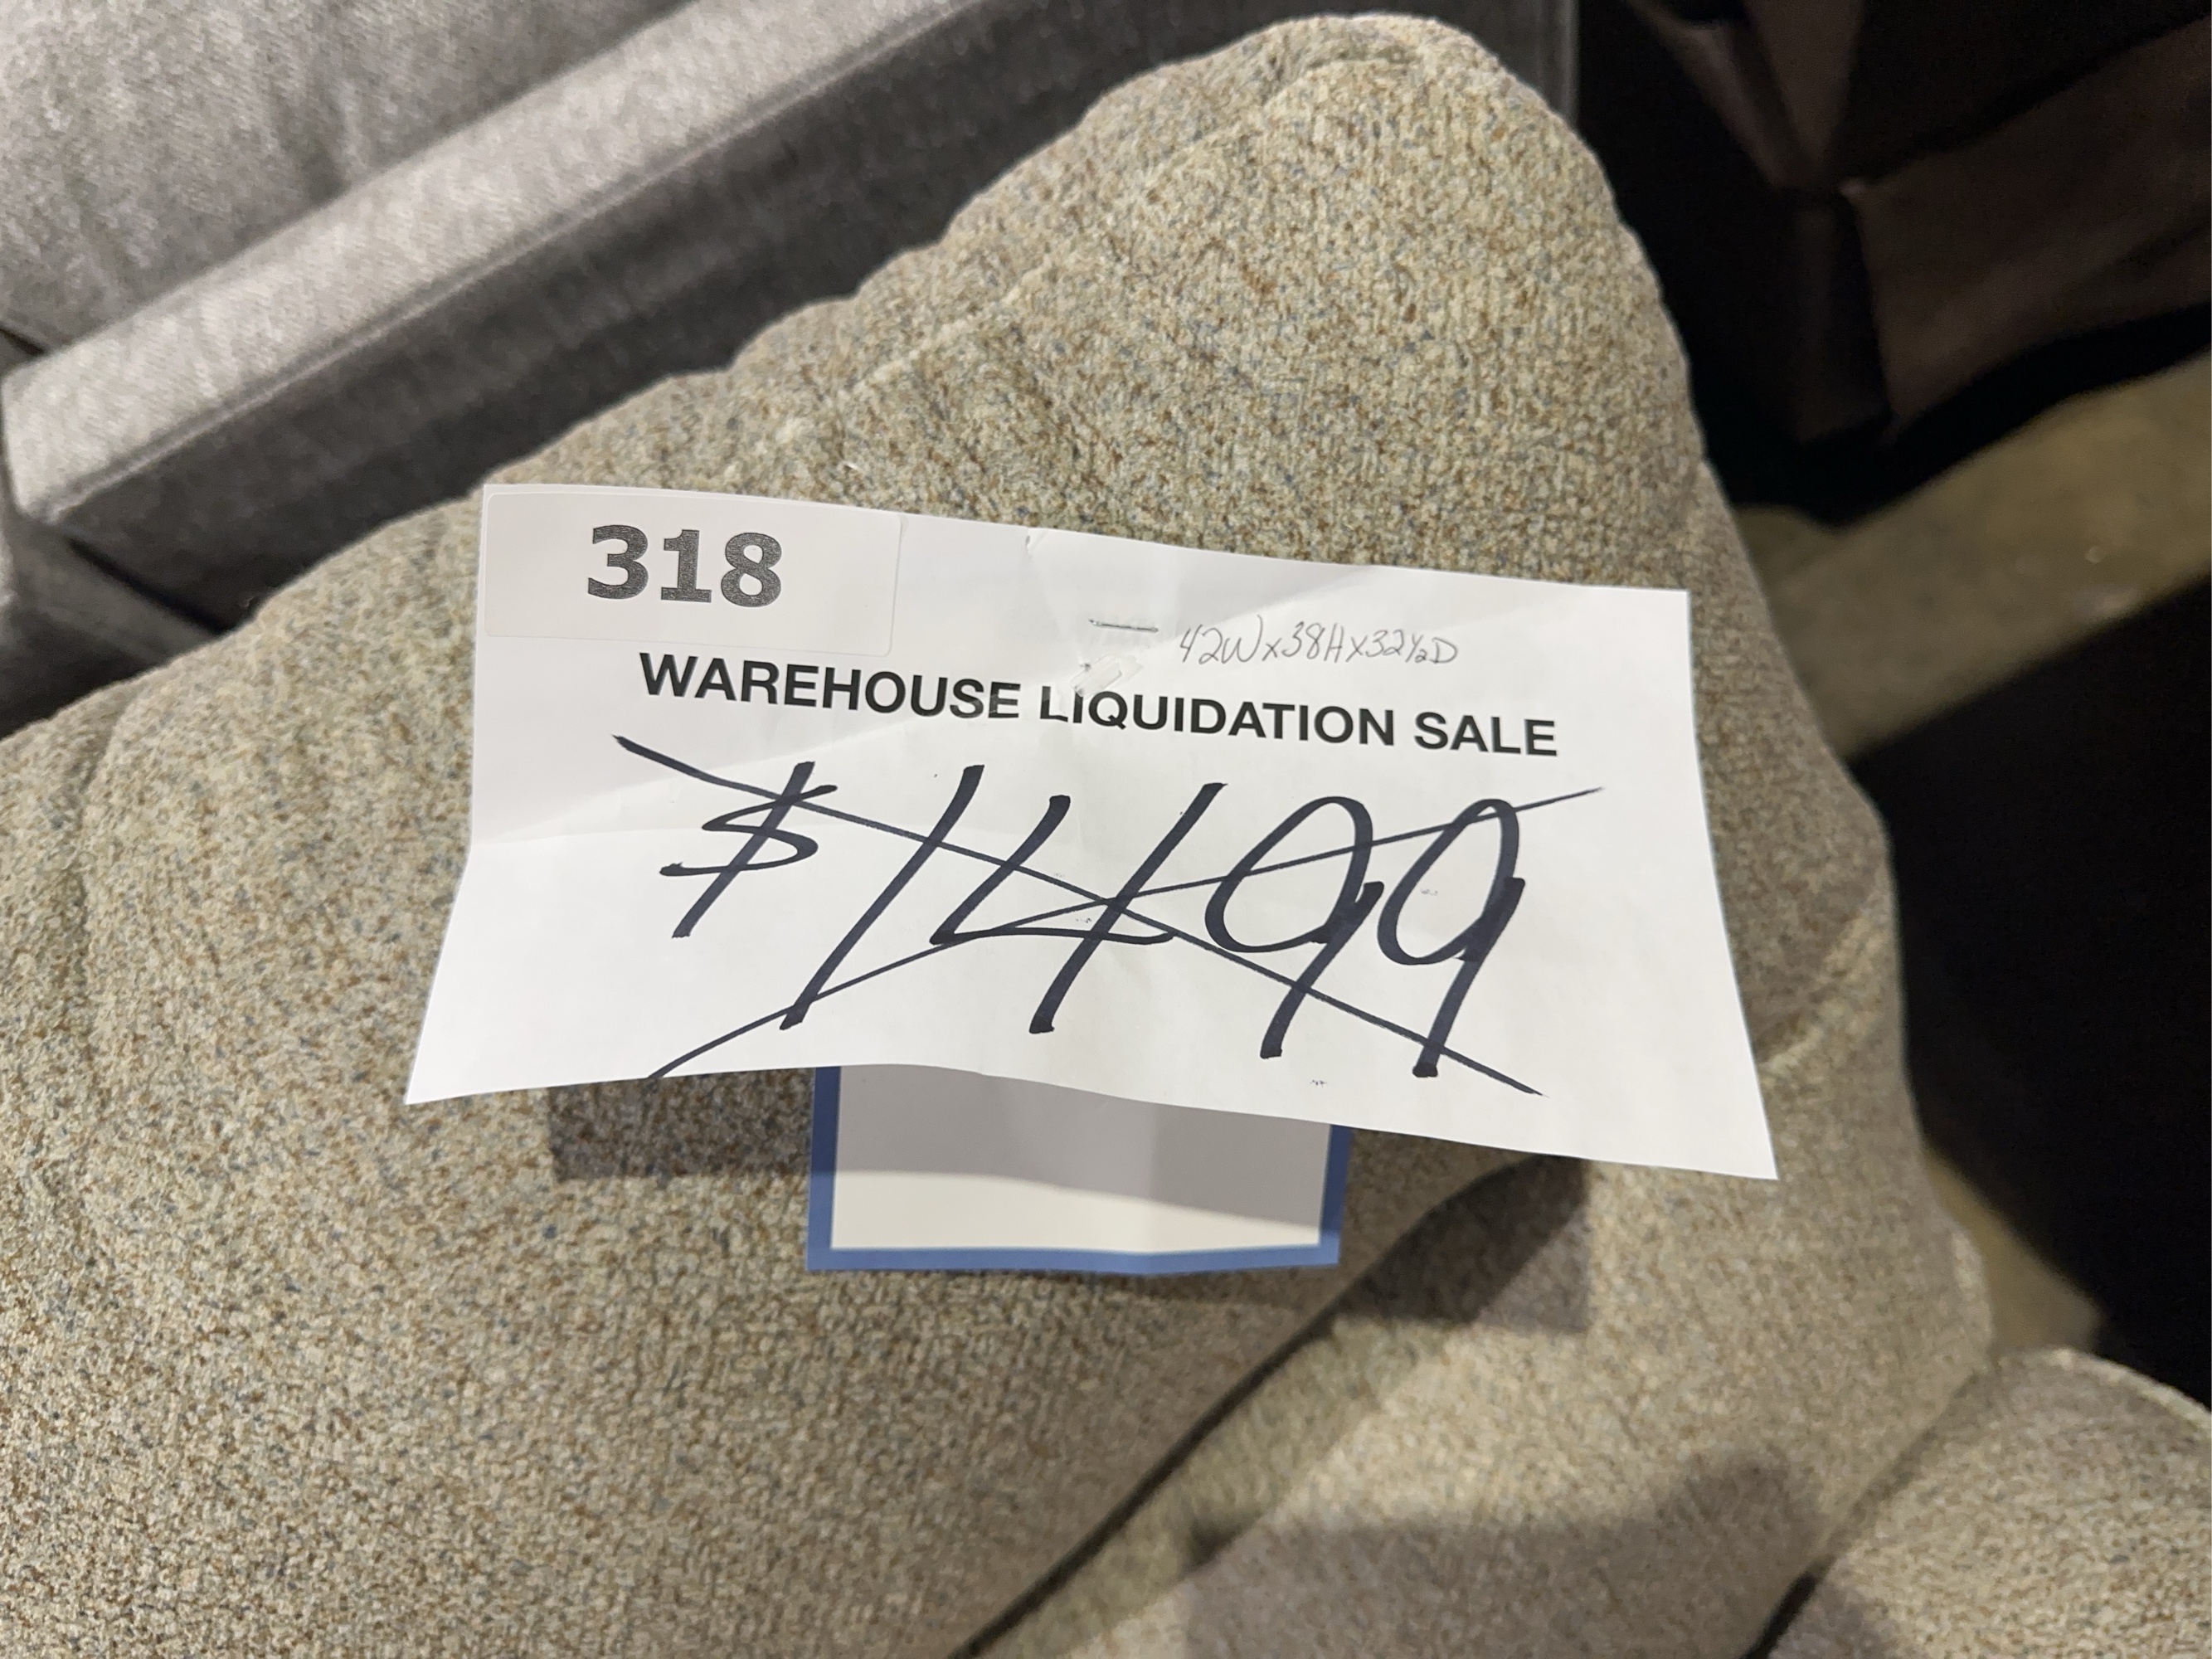 318
42Wx38Hx32½D
WAREHOUSE LIQUIDATION SALE
$1499